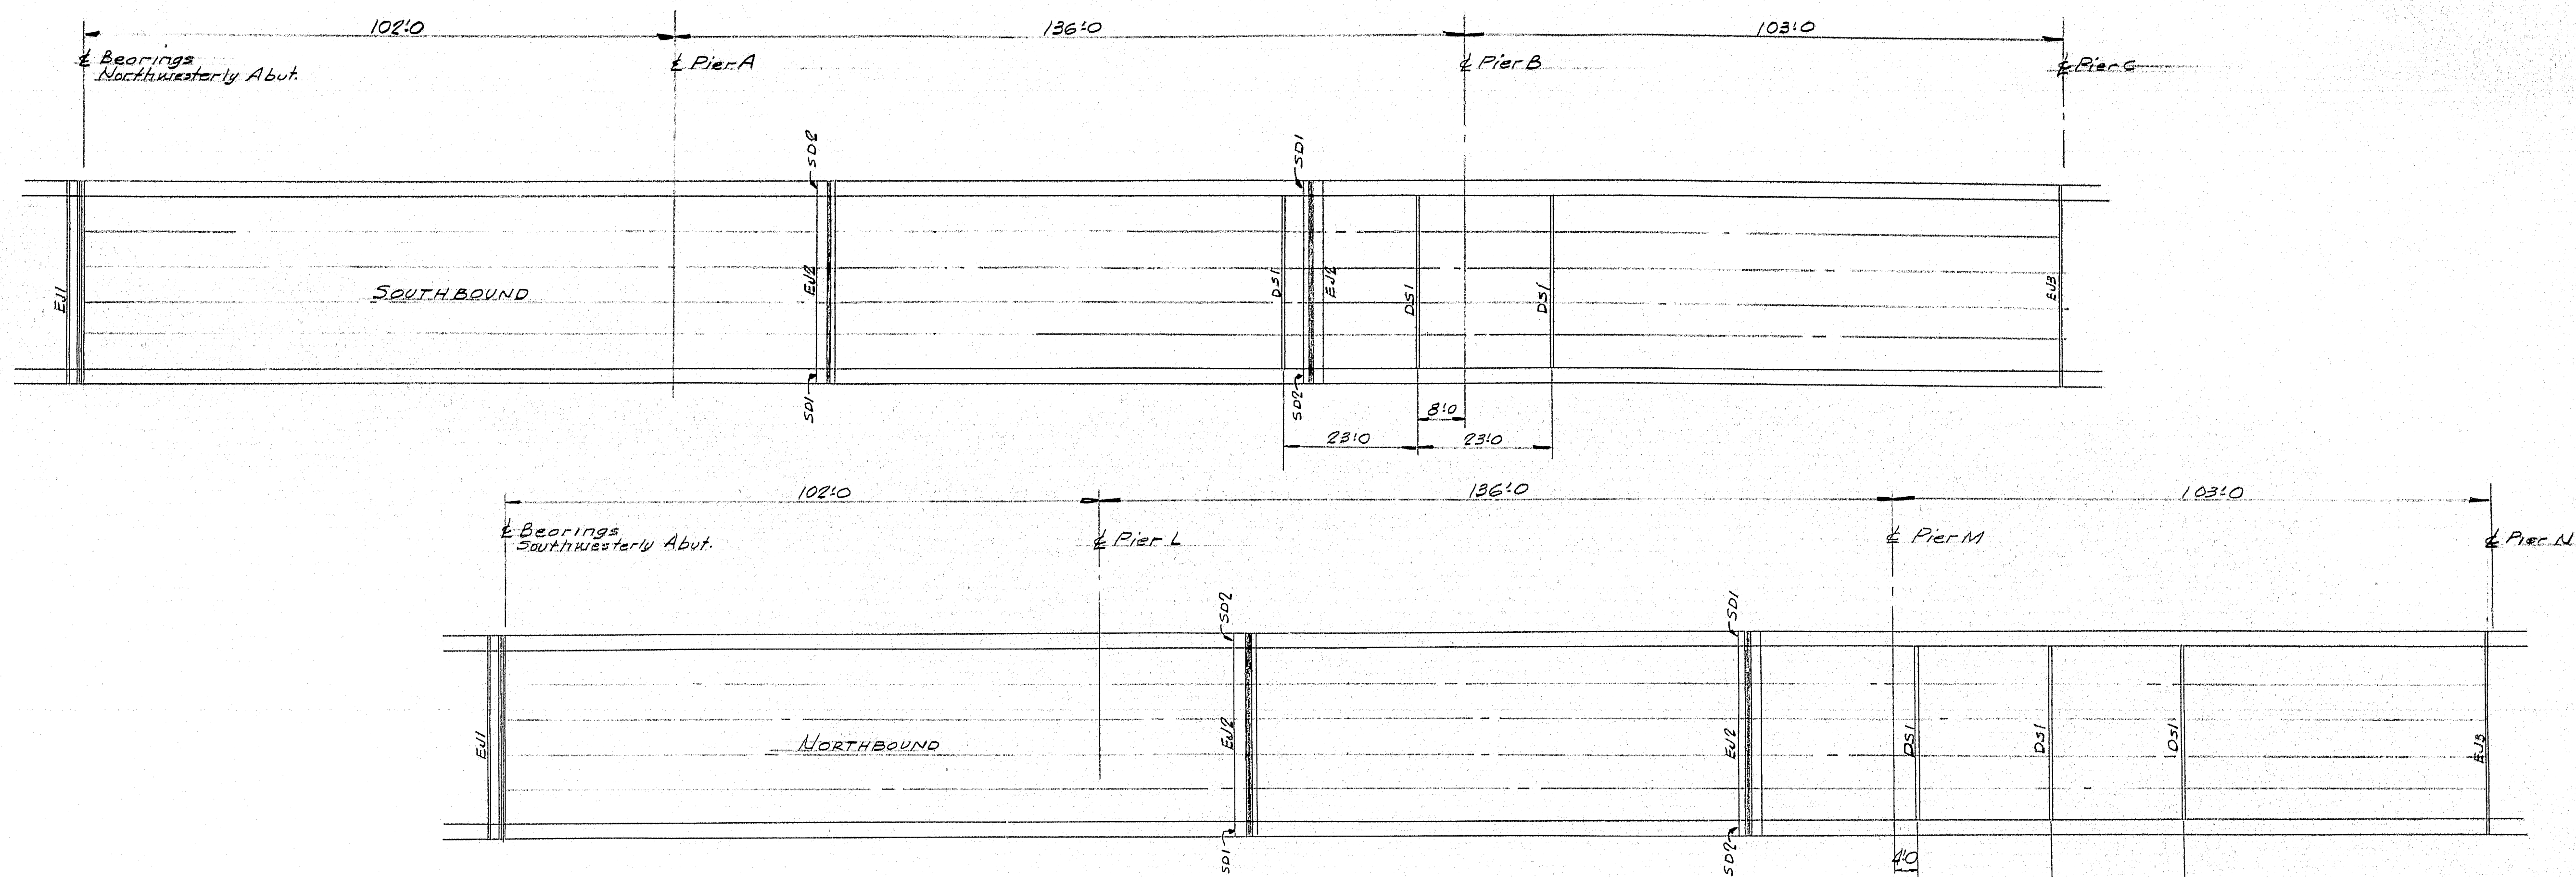 102'-0
136'-0
103'-0
℄ Bearings
Northwesterly Abut.
℄ Pier A
℄ Pier B
℄ Pier C
SD2
SD1
EJ1
SOUTHBOUND
EJ2
DS1
EJ2
DS1
DS1
EJ3
SD1
SD2
8'-0
23'-0
23'-0
102'-0
136'-0
103'-0
℄ Bearings
Southwesterly Abut.
℄ Pier L
℄ Pier M
℄ Pier N
SD2
SD1
EJ1
NORTHBOUND
EJ2
EJ2
DS1
DS1
DS1
EJ3
SD1
SD2
4'-0